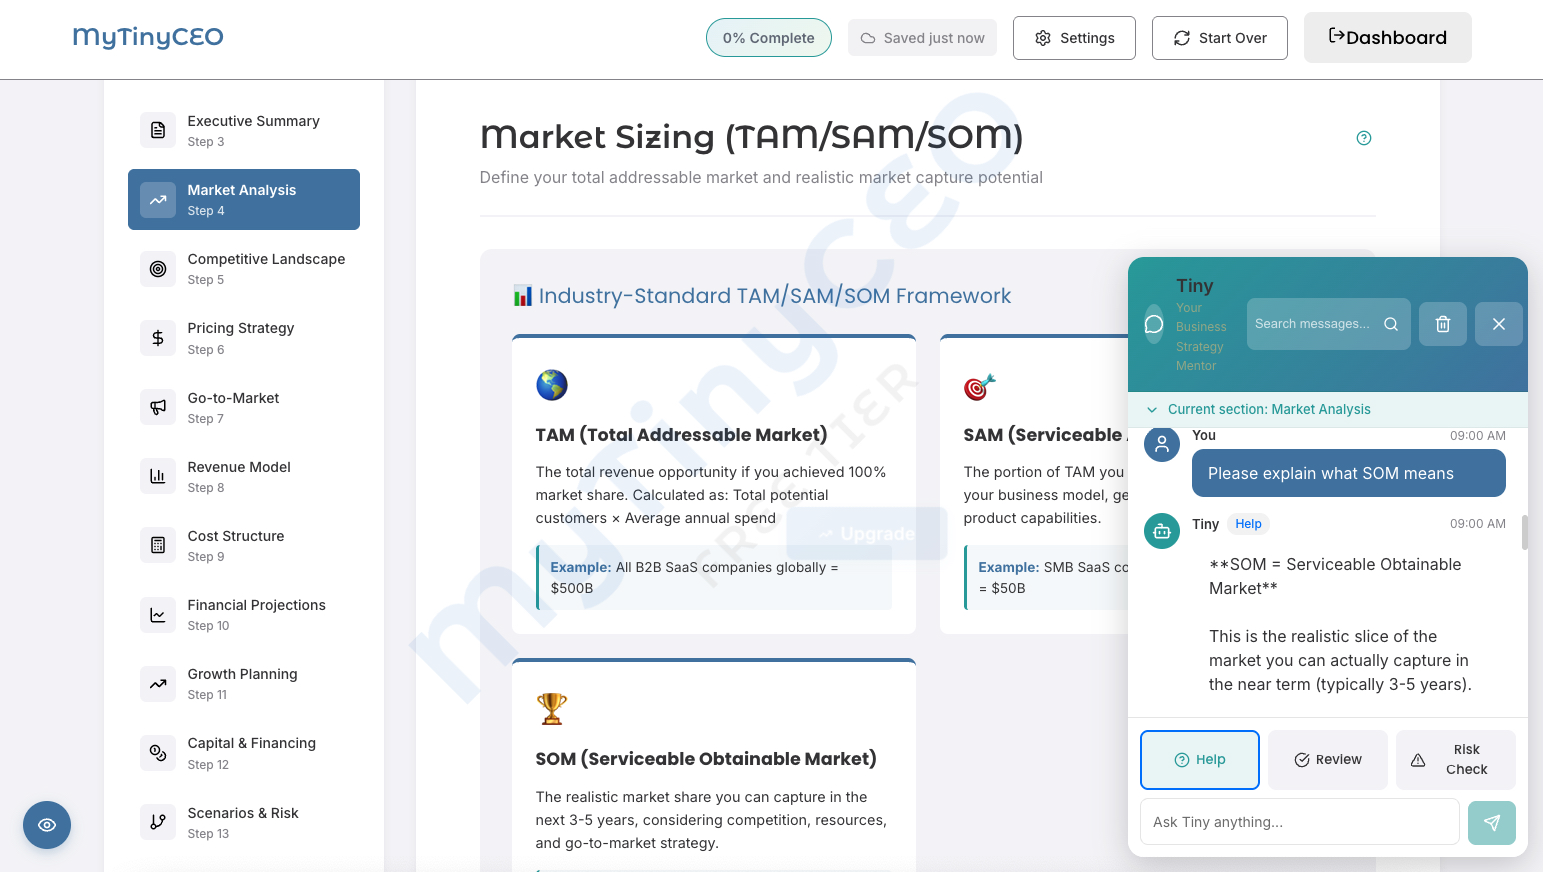 MyTinyCEO
0% Complete
Saved just now
Settings
Start Over
Dashboard
Executive Summary
Step 3
Market Analysis
Step 4
Competitive Landscape
Step 5
Pricing Strategy
Step 6
Go-to-Market
Step 7
Revenue Model
Step 8
Cost Structure
Step 9
Financial Projections
Step 10
Growth Planning
Step 11
Capital & Financing
Step 12
Scenarios & Risk
Step 13
Market Sizing (TAM/SAM/SOM)
Define your total addressable market and realistic market capture potential
Industry-Standard TAM/SAM/SOM Framework
TAM (Total Addressable Market)
The total revenue opportunity if you achieved 100%
market share. Calculated as: Total potential
customers × Average annual spend
Example: All B2B SaaS companies globally =
$500B
SAM (Serviceable
The portion of TAM you
your business model, ge
product capabilities.
Example: SMB SaaS co
= $50B
SOM (Serviceable Obtainable Market)
The realistic market share you can capture in the
next 3-5 years, considering competition, resources,
and go-to-market strategy.
myTinyCEO
FREE TIER
Upgrade
Tiny
Your
Business
Strategy
Mentor
Search messages...
Current section: Market Analysis
You
09:00 AM
Please explain what SOM means
Tiny
Help
09:00 AM
**SOM = Serviceable Obtainable
Market**
This is the realistic slice of the
market you can actually capture in
the near term (typically 3-5 years).
Help
Review
Risk
Check
Ask Tiny anything...